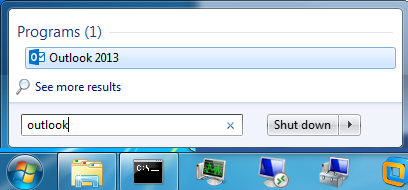 Programs (1)
Outlook 2013
See more results
outlook
Shut down
C:\_